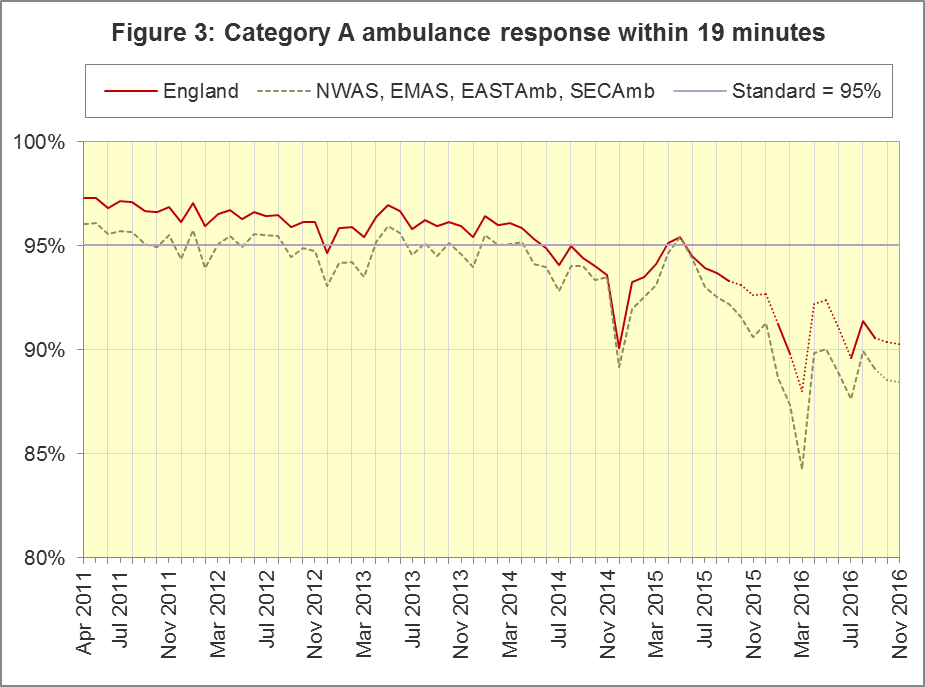 Figure 3: Category A ambulance response within 19 minutes
England NWAS, EMAS, EASTAmb, SECAmb Standard = 95%
100%
95%
90%
85%
80%
Apr 2011
Jul 2011
Nov 2011
Mar 2012
Jul 2012
Nov 2012
Mar 2013
Jul 2013
Nov 2013
Mar 2014
Jul 2014
Nov 2014
Mar 2015
Jul 2015
Nov 2015
Mar 2016
Jul 2016
Nov 2016